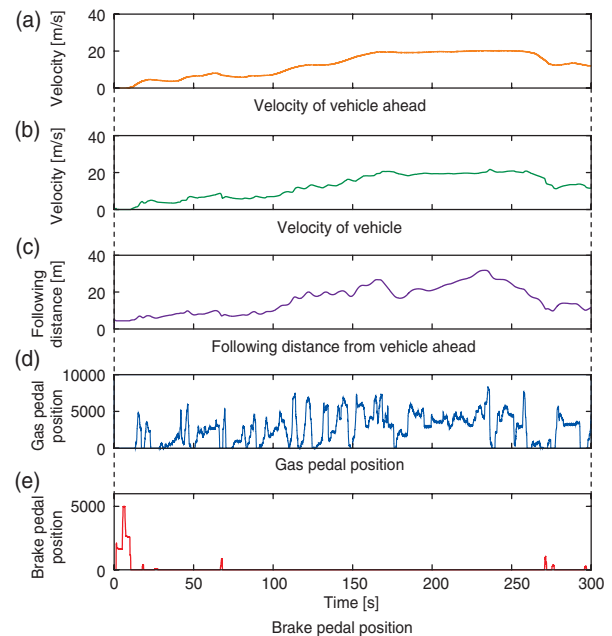 (a)
Velocity [m/s]
40
20
0
Velocity of vehicle ahead
(b)
Velocity [m/s]
40
20
0
Velocity of vehicle
(c)
Following
distance [m]
40
20
0
Following distance from vehicle ahead
(d)
Gas pedal
position
10000
5000
0
Gas pedal position
(e)
Brake pedal
position
5000
0
0 50 100 150 200 250 300
Time [s]
Brake pedal position